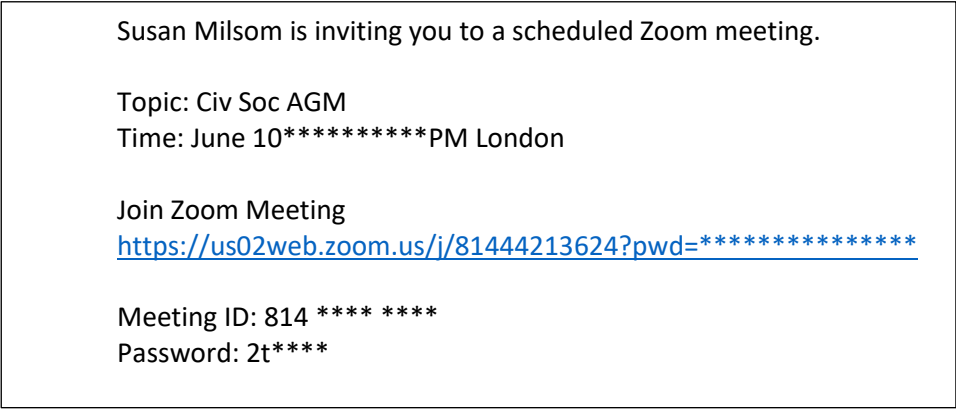 Susan Milsom is inviting you to a scheduled Zoom meeting.
Topic: Civ Soc AGM
Time: June 10**********PM London
Join Zoom Meeting
https://us02web.zoom.us/j/81444213624?pwd=***************
Meeting ID: 814 **** ****
Password: 2t****